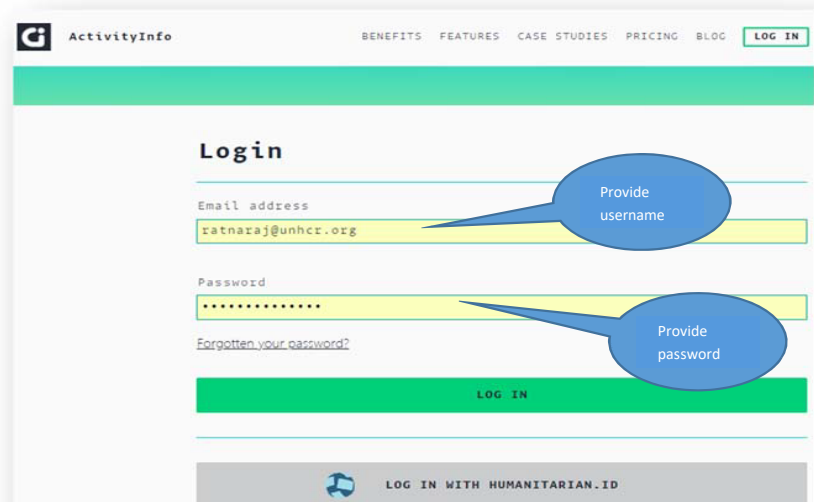 ActivityInfo BENEFITS FEATURES CASE STUDIES PRICING BLOG LOG IN
Login
Email address
ratnaraj@unhcr.org
Provide
username
Password
••••••••••••••
Provide
password
Forgotten your password?
LOG IN
LOG IN WITH HUMANITARIAN.ID